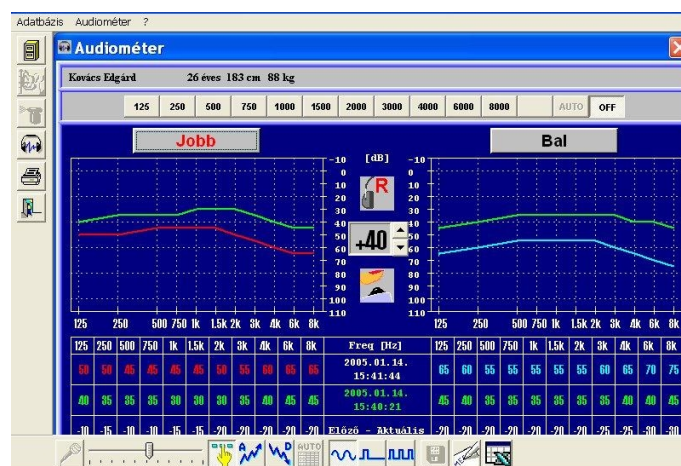 Adatbázis Audiométer ?
Audiométer
Kovács Edgárd 26 éves 183 cm 88 kg
125 250 500 750 1000 1500 2000 3000 4000 6000 8000 AUTO OFF
Jobb Bal
-10 [dB] -10
0 0
10 R 10
20 20
30 30
40 40
50 +40 50
60 60
70 70
80 80
90 90
100 100
110 110
125 250 500 750 1k 1.5k 2k 3k 4k 6k 8k 125 250 500 750 1k 1.5k 2k 3k 4k 6k 8k
125 250 500 750 1k 1.5k 2k 3k 4k 6k 8k Freq [Hz] 125 250 500 750 1k 1.5k 2k 3k 4k 6k 8k
50 50 45 45 45 45 50 55 60 65 65 2005.01.14. 15:41:44 65 60 55 55 55 55 55 60 65 70 75
40 35 35 35 30 30 30 35 40 45 45 2005.01.14. 15:40:21 45 40 35 35 35 35 35 35 40 40 45
-10 -15 -10 -10 -15 -15 -20 -20 -20 -20 -20 Előző - Aktuális -20 -20 -20 -20 -20 -20 -20 -25 -25 -30 -30
A D AUTO